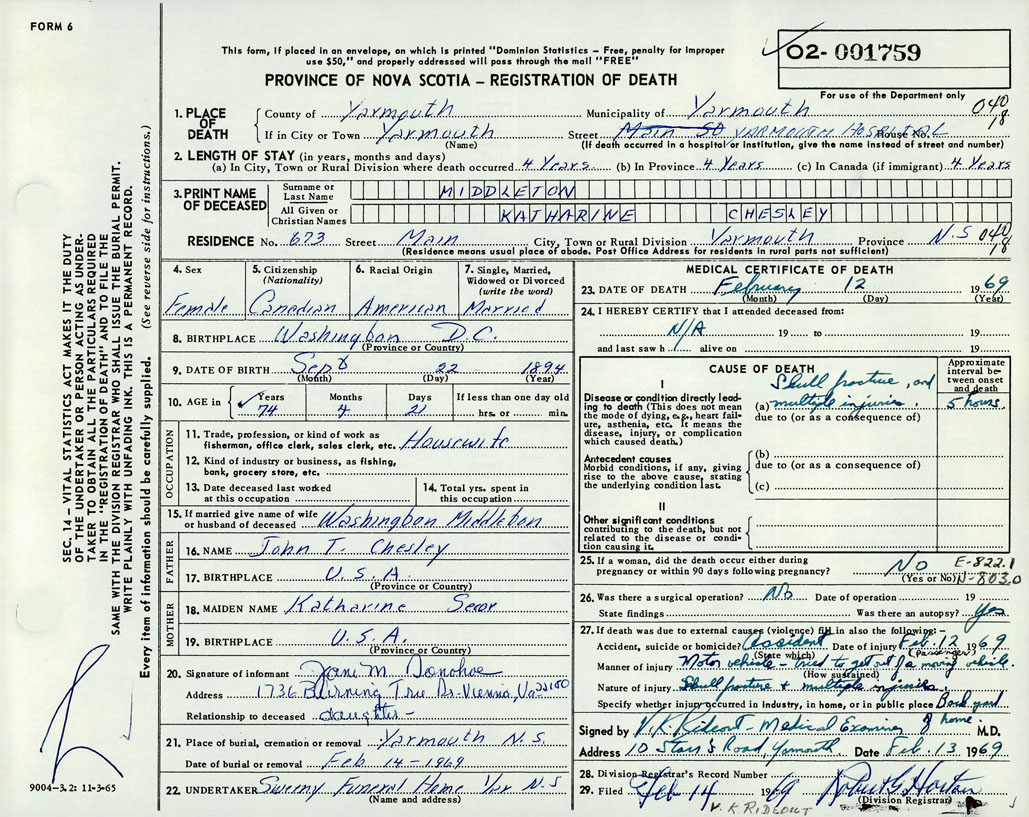 FORM 6
This form, if placed in an envelope, on which is printed "Dominion Statistics – Free, penalty for improper
use $50," and properly addressed will pass through the mail "FREE"
02- 001759
For use of the Department only
PROVINCE OF NOVA SCOTIA – REGISTRATION OF DEATH
1. PLACE OF DEATH
County of Yarmouth Municipality of Yarmouth 040
If in City or Town Yarmouth Street Main St YARMOUTH HOSPITAL House No. 18
(Name) (If death occurred in a hospital or institution, give the name instead of street and number)
2. LENGTH OF STAY (in years, months and days)
(a) In City, Town or Rural Division where death occurred 4 Years (b) In Province 4 Years (c) In Canada (if immigrant) 4 Years
3. PRINT NAME OF DECEASED
Surname or Last Name MIDDLETON
All Given or Christian Names KATHARINE CHESLEY
RESIDENCE No. 673 Street Main City, Town or Rural Division Yarmouth Province N.S 040 18
(Residence means usual place of abode. Post Office Address for residents in rural parts not sufficient)
4. Sex
Female
5. Citizenship (Nationality)
Canadian
6. Racial Origin
American
7. Single, Married, Widowed or Divorced (write the word)
Married
8. BIRTHPLACE Washington D.C.
(Province or Country)
9. DATE OF BIRTH Sept 22 1894
(Month) (Day) (Year)
10. AGE in Years Months Days If less than one day old
74 4 21 hrs. or min.
OCCUPATION
11. Trade, profession, or kind of work as
fisherman, office clerk, sales clerk, etc. Housewife
12. Kind of industry or business, as fishing,
bank, grocery store, etc.
13. Date deceased last worked
at this occupation
14. Total yrs. spent in
this occupation
15. If married give name of wife
or husband of deceased Washington Middleton
FATHER
16. NAME John T. Chesley
17. BIRTHPLACE U.S.A.
(Province or Country)
MOTHER
18. MAIDEN NAME Katharine
19. BIRTHPLACE U.S.A.
(Province or Country)
20. Signature of informant Jane M. Donohoe
Address 1736 Burning Tree Dr-Vienna, Va 22180
Relationship to deceased daughter-
21. Place of burial, cremation or removal Yarmouth N.S.
Date of burial or removal Feb 14-1969
22. UNDERTAKER Sweeny Funeral Home Yar N.S
(Name and address)
MEDICAL CERTIFICATE OF DEATH
23. DATE OF DEATH February 12 1969
(Month) (Day) (Year)
24. I HEREBY CERTIFY that I attended deceased from:
N/A 19 to 19
and last saw h alive on 19
CAUSE OF DEATH
Approximate interval between onset and death
I
Disease or condition directly leading to death (This does not
mean the mode of dying, e.g., heart failure,
asthenia, etc. It means the
disease, injury, or complication
which caused death.)
(a) Skull fracture, and multiple injuries. 5 hours.
due to (or as a consequence of)
Antecedent causes
Morbid conditions, if any, giving
rise to the above cause, stating
the underlying condition last.
(b)
due to (or as a consequence of)
(c)
II
Other significant conditions
contributing to the death, but not
related to the disease or condition
causing it.
25. If a woman, did the death occur either during
pregnancy or within 90 days following pregnancy? No
(Yes or No)
E-822.1
N-803.0
26. Was there a surgical operation? No Date of operation 19
State findings Was there an autopsy? Yes
27. If death was due to external causes (violence) fill in also the following:–
Accident, suicide or homicide? Accident Date of injury Feb. 12 1969
(State which) (Passenger)
Manner of injury Motor vehicle - tried to get out of a moving vehicle.
(How sustained)
Nature of injury Skull fracture & multiple injuries.
Specify whether injury occurred in industry, in home, or in public place Back yard of home.
Signed by V.K. Rideout - Medical Examiner M.D.
Address 10 Road, Yarmouth Date Feb. 13 1969
28. Division Registrar's Record Number
29. Filed Feb 14 1969 Robert G Horton
(Division Registrar)
V.K RIDEOUT
SEC. 14 – VITAL STATISTICS ACT MAKES IT THE DUTY
OF THE UNDERTAKER OR PERSON ACTING AS UNDER-
TAKER TO OBTAIN ALL THE PARTICULARS REQUIRED
IN THE "REGISTRATION OF DEATH" AND TO FILE THE
SAME WITH THE DIVISION REGISTRAR WHO SHALL ISSUE THE BURIAL PERMIT.
WRITE PLAINLY WITH UNFADING INK. THIS IS A PERMANENT RECORD.
Every item of information should be carefully supplied. (See reverse side for instructions.)
9004-3.2: 11-3-65